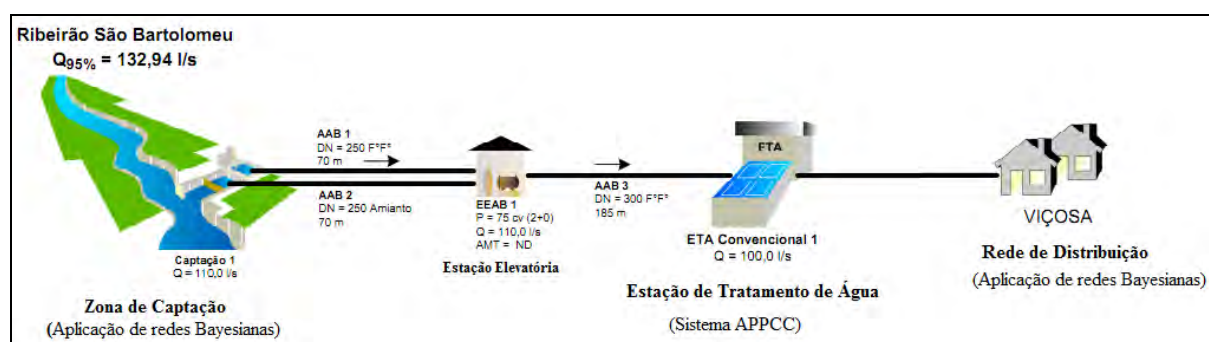 Ribeirão São Bartolomeu
Q95% = 132,94 l/s
AAB 1
DN = 250 FºFº
70 m
AAB 2
DN = 250 Amianto
70 m
Captação 1
Q = 110,0 l/s
Zona de Captação
(Aplicação de redes Bayesianas)
EEAB 1
P = 75 cv (2+0)
Q = 110,0 l/s
AMT = ND
Estação Elevatória
AAB 3
DN = 300 FºFº
185 m
ETA
ETA Convencional 1
Q = 100,0 l/s
Estação de Tratamento de Água
(Sistema APPCC)
VIÇOSA
Rede de Distribuição
(Aplicação de redes Bayesianas)